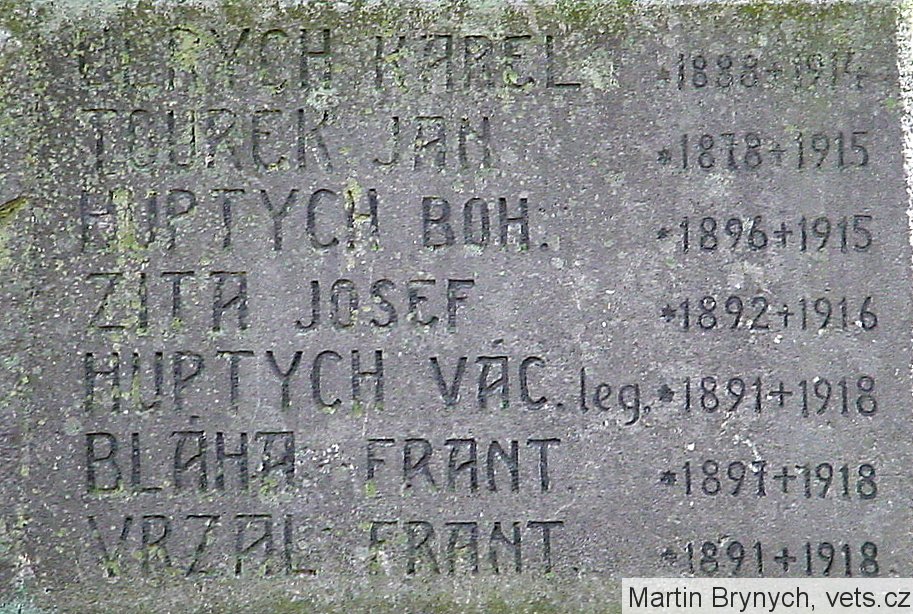 ULRYCH KAREL *1888+1914
TOUREK JAN *1878+1915
HUPTYCH BOH. *1896+1915
ZITA JOSEF *1892+1916
HUPTYCH VÁC. leg. *1891+1918
BLÁHA FRANT. *1897+1918
VRZAL FRANT. *1891+1918.
Martin Brynych, vets.cz